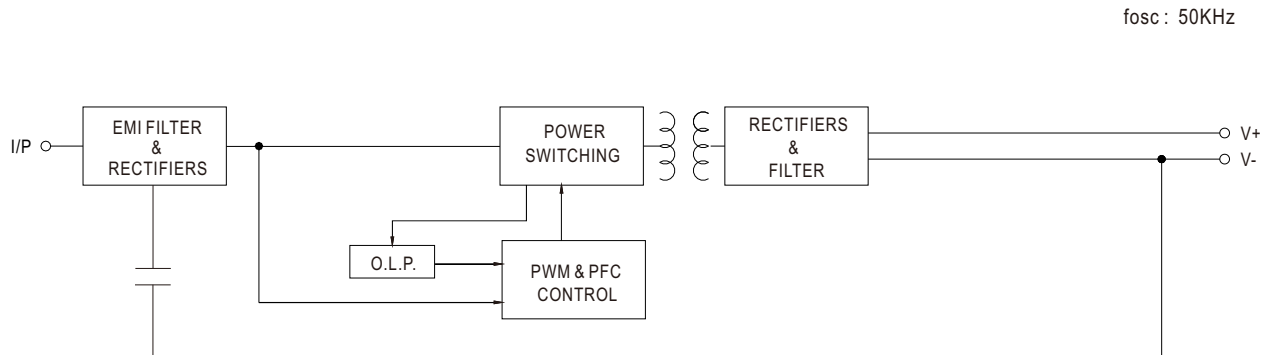 fosc : 50KHz
I/P
EMI FILTER
&
RECTIFIERS
POWER
SWITCHING
RECTIFIERS
&
FILTER
V+
V-
O.L.P.
PWM & PFC
CONTROL